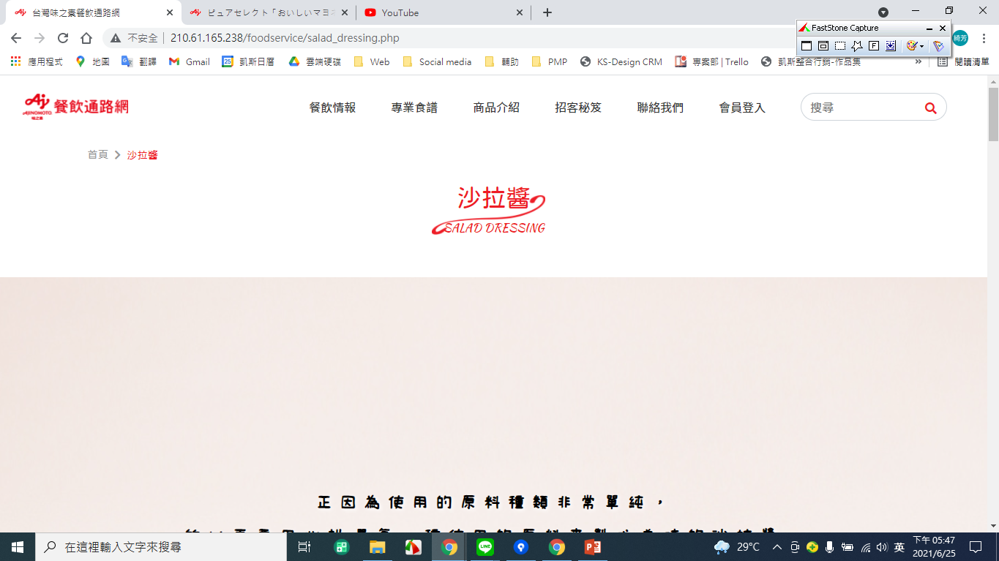 台灣味之素餐飲通路網
ピュアセレクト「おいしいマヨネ
YouTube
FastStone Capture
不安全
210.61.165.238/foodservice/salad_dressing.php
綺芳
應用程式
地圖
翻譯
Gmail
凱斯日曆
雲端硬碟
Web
Social media
輔助
PMP
KS-Design CRM
專案部 | Trello
凱斯整合行銷-作品集
»
閱讀清單
AJINOMOTO
味之素
餐飲通路網
餐飲情報
專業食譜
商品介紹
招客秘笈
聯絡我們
會員登入
搜尋
首頁 > 沙拉醬
沙拉醬
SALAD DRESSING
正因為使用的原料種類非常單純，
在這裡輸入文字來搜尋
29°C
英
下午 05:47
2021/6/25